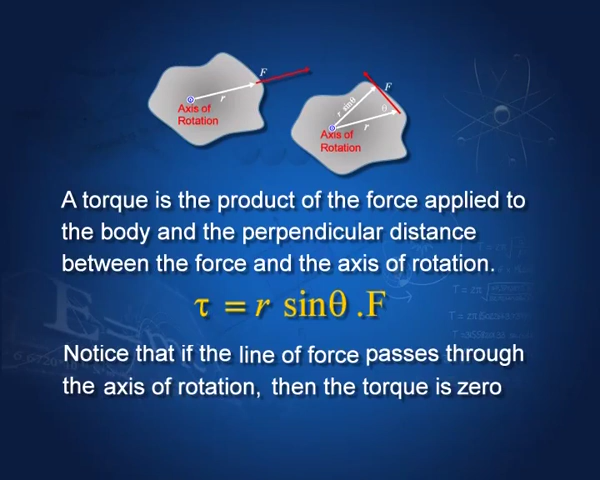 F
r
Axis of
Rotation
F
r sinθ
θ
r
Axis of
Rotation
A torque is the product of the force applied to
the body and the perpendicular distance
between the force and the axis of rotation.
τ = r sinθ .F
Notice that if the line of force passes through
the axis of rotation, then the torque is zero